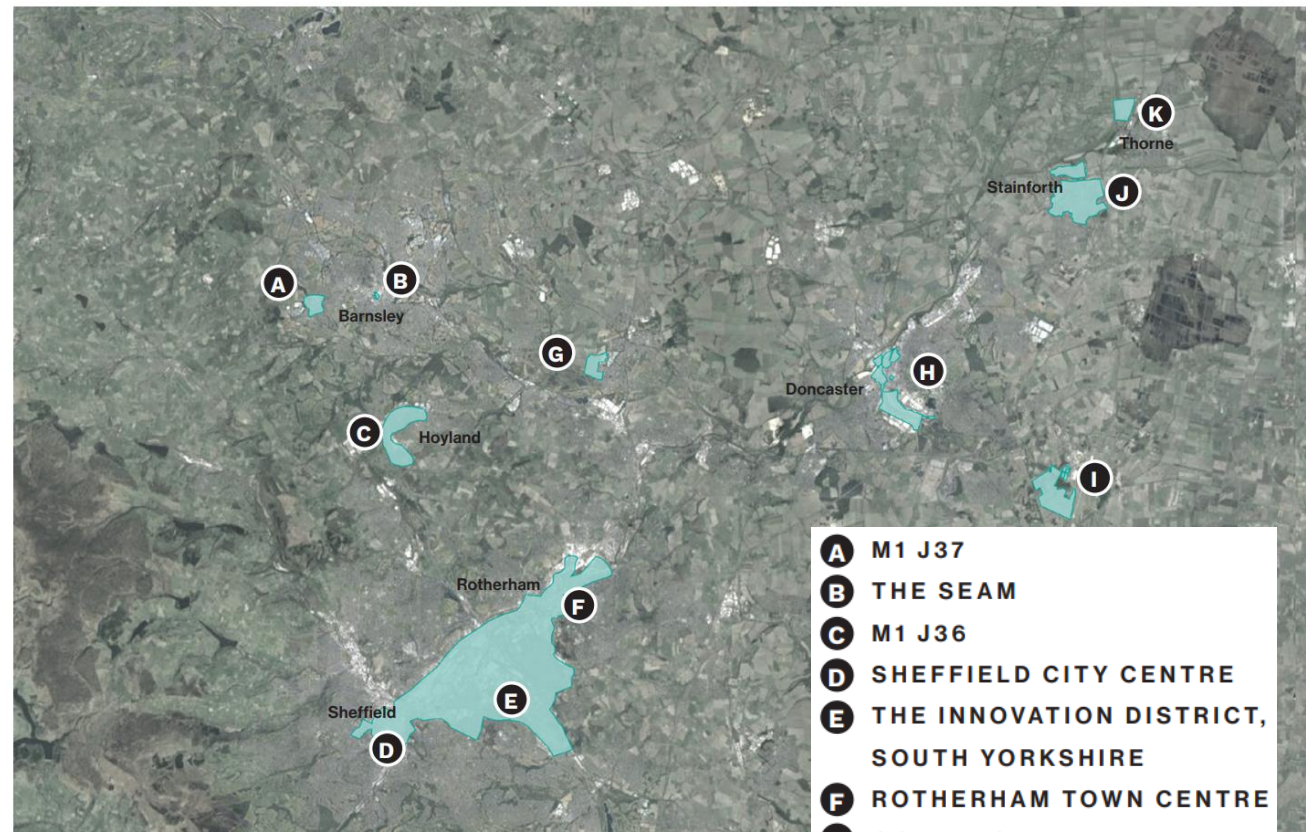 K
Thorne
Stainforth
J
A
B
Barnsley
G
H
Doncaster
C
Hoyland
I
Rotherham
F
E
Sheffield
D
A M1 J37
B THE SEAM
C M1 J36
D SHEFFIELD CITY CENTRE
E THE INNOVATION DISTRICT,
SOUTH YORKSHIRE
F ROTHERHAM TOWN CENTRE